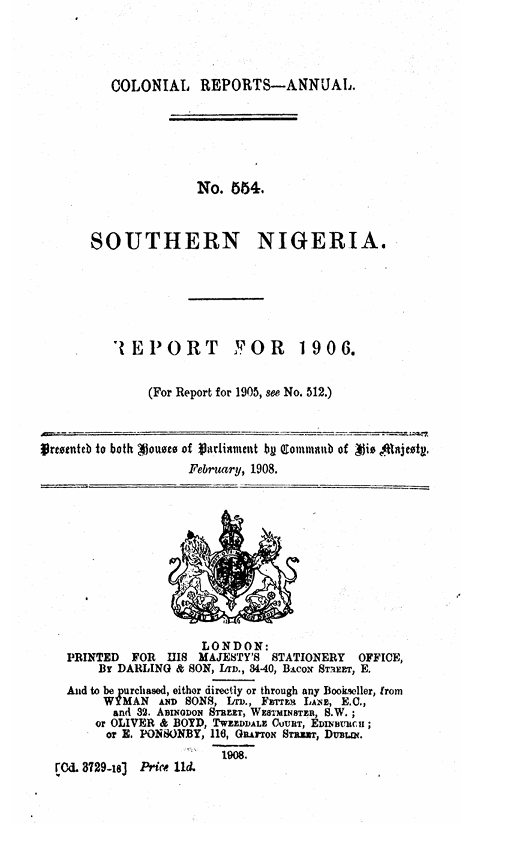 COLONIAL REPORTS—ANNUAL.
No. 554.
SOUTHERN NIGERIA.
REPORT FOR 1906.
(For Report for 1905, see No. 512.)
Presented to both Houses of Parliament by Command of His Majesty.
February, 1908.
LONDON:
PRINTED FOR HIS MAJESTY'S STATIONERY OFFICE,
BY DARLING & SON, LTD., 34-40, BACON STREET, E.
And to be purchased, either directly or through any Bookseller, from
WYMAN AND SONS, LTD., FETTER LANE, E.C.,
and 32, ABINGDON STREET, WESTMINSTER, S.W.;
or OLIVER & BOYD, TWEEDDALE COURT, EDINBURGH;
or E. PONSONBY, 116, GRAFTON STREET, DUBLIN.
1908.
[Cd. 3729-18] Price 11d.